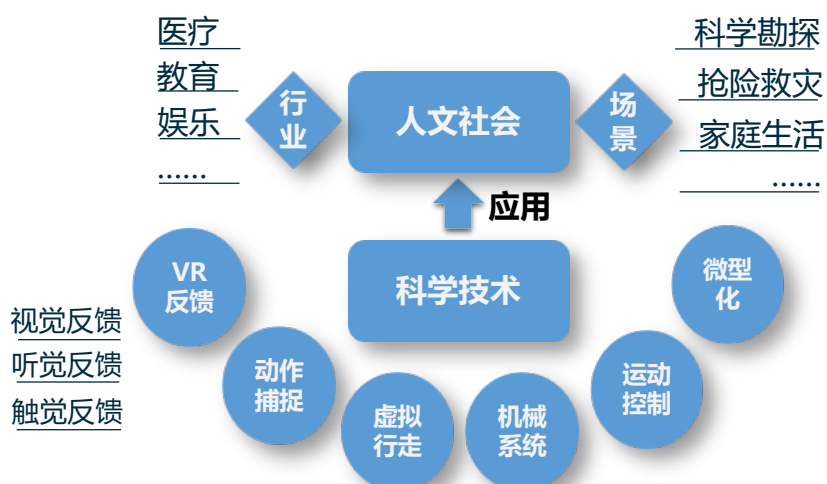 医疗
教育
娱乐
……
行
业
人文社会
场
景
科学勘探
抢险救灾
家庭生活
……
应用
科学技术
VR
反馈
视觉反馈
听觉反馈
触觉反馈
动作
捕捉
虚拟
行走
机械
系统
运动
控制
微型
化